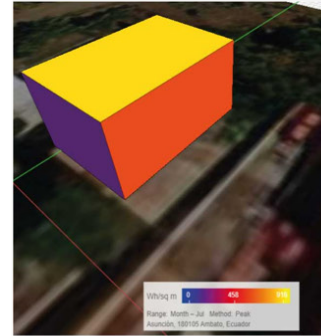 Wh/sq m 0 458 916
Range: Month – Jul Method: Peak
Asunción, 180105 Ambato, Ecuador